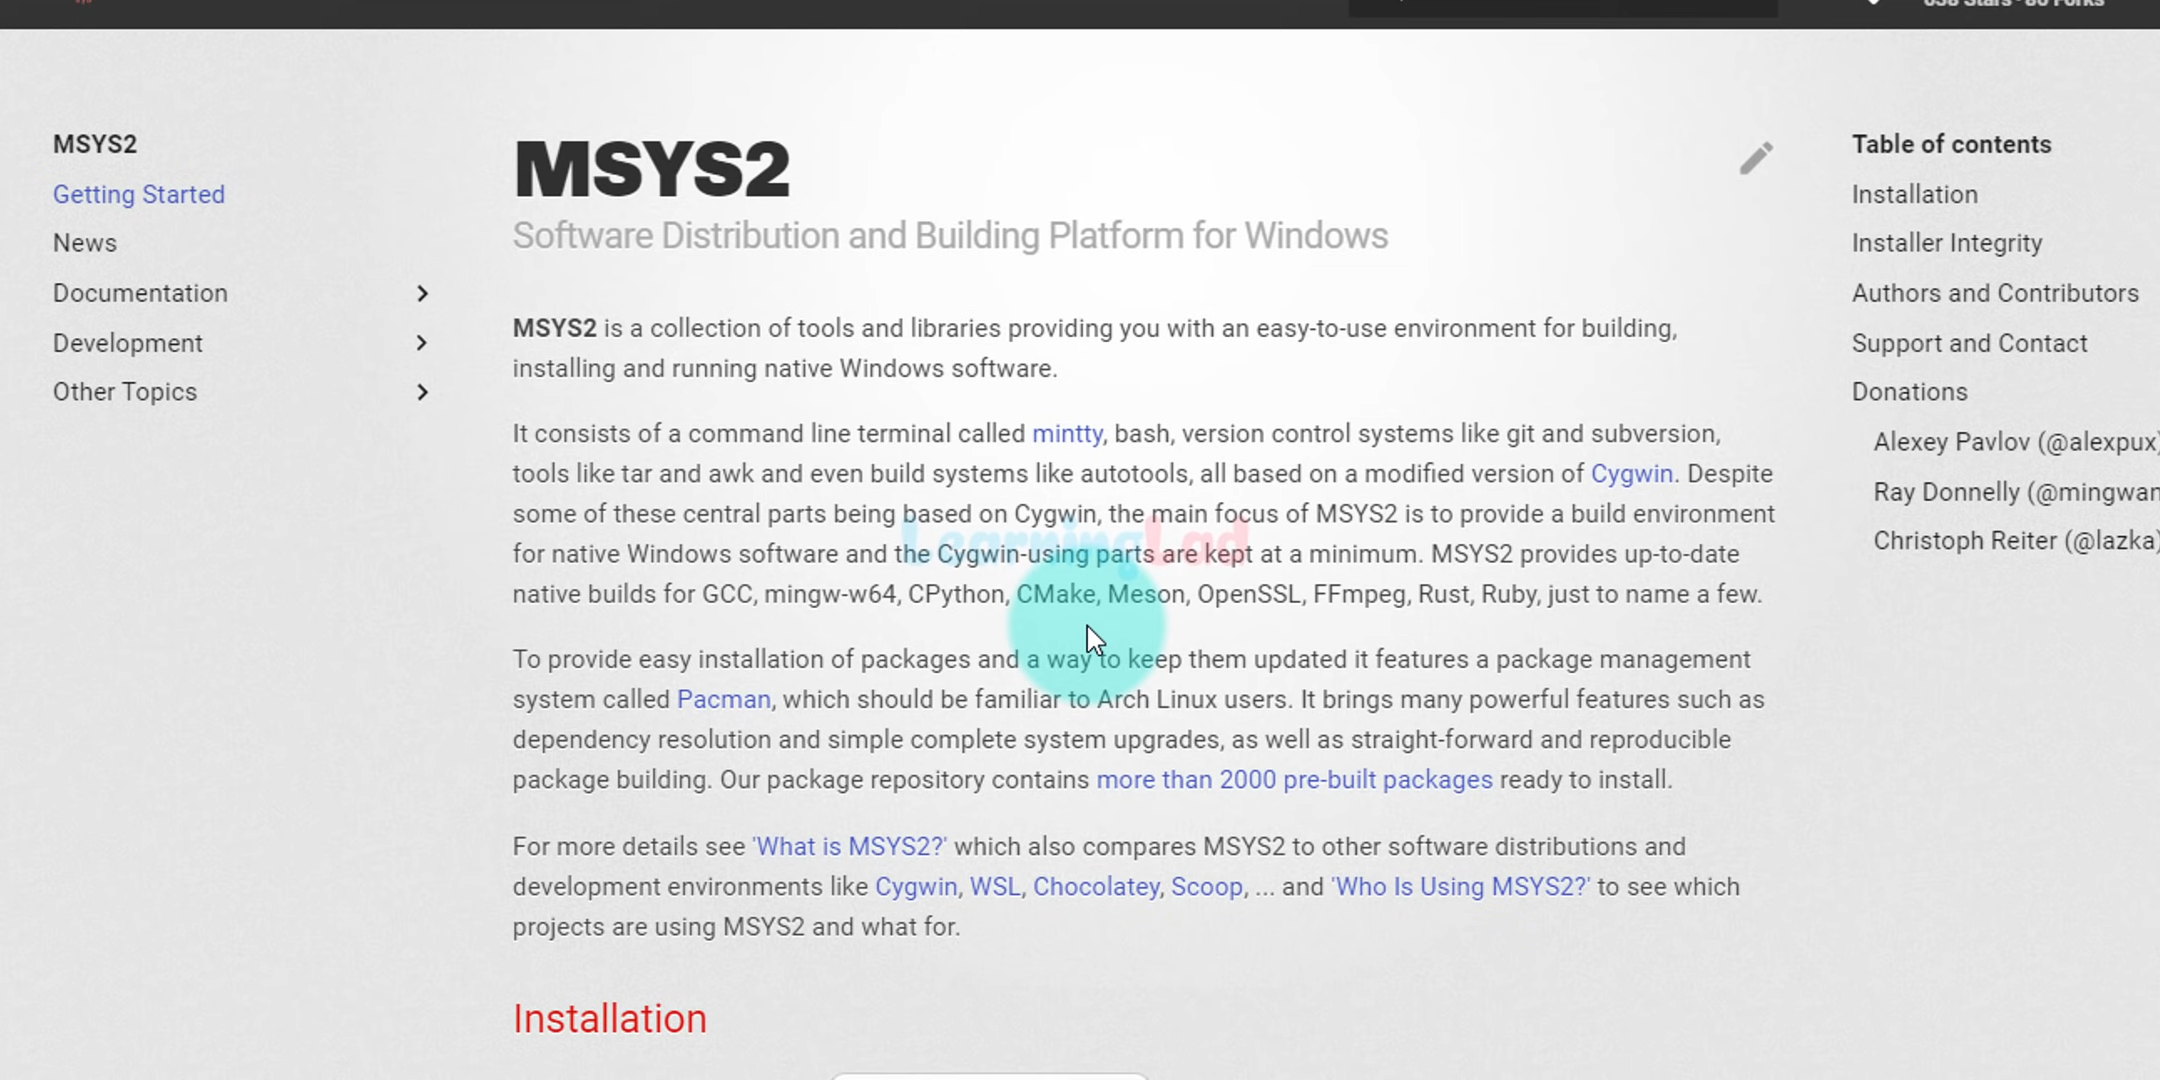 MSYS2
Getting Started
News
Documentation
Development
Other Topics
MSYS2
Software Distribution and Building Platform for Windows
MSYS2 is a collection of tools and libraries providing you with an easy-to-use environment for building,
installing and running native Windows software.
It consists of a command line terminal called mintty, bash, version control systems like git and subversion,
tools like tar and awk and even build systems like autotools, all based on a modified version of Cygwin. Despite
some of these central parts being based on Cygwin, the main focus of MSYS2 is to provide a build environment
for native Windows software and the Cygwin-using parts are kept at a minimum. MSYS2 provides up-to-date
native builds for GCC, mingw-w64, CPython, CMake, Meson, OpenSSL, FFmpeg, Rust, Ruby, just to name a few.
To provide easy installation of packages and a way to keep them updated it features a package management
system called Pacman, which should be familiar to Arch Linux users. It brings many powerful features such as
dependency resolution and simple complete system upgrades, as well as straight-forward and reproducible
package building. Our package repository contains more than 2000 pre-built packages ready to install.
For more details see 'What is MSYS2?' which also compares MSYS2 to other software distributions and
development environments like Cygwin, WSL, Chocolatey, Scoop, ... and 'Who Is Using MSYS2?' to see which
projects are using MSYS2 and what for.
Installation
LearningLad
Table of contents
Installation
Installer Integrity
Authors and Contributors
Support and Contact
Donations
Alexey Pavlov (@alexpux)
Ray Donnelly (@mingwan
Christoph Reiter (@lazka)